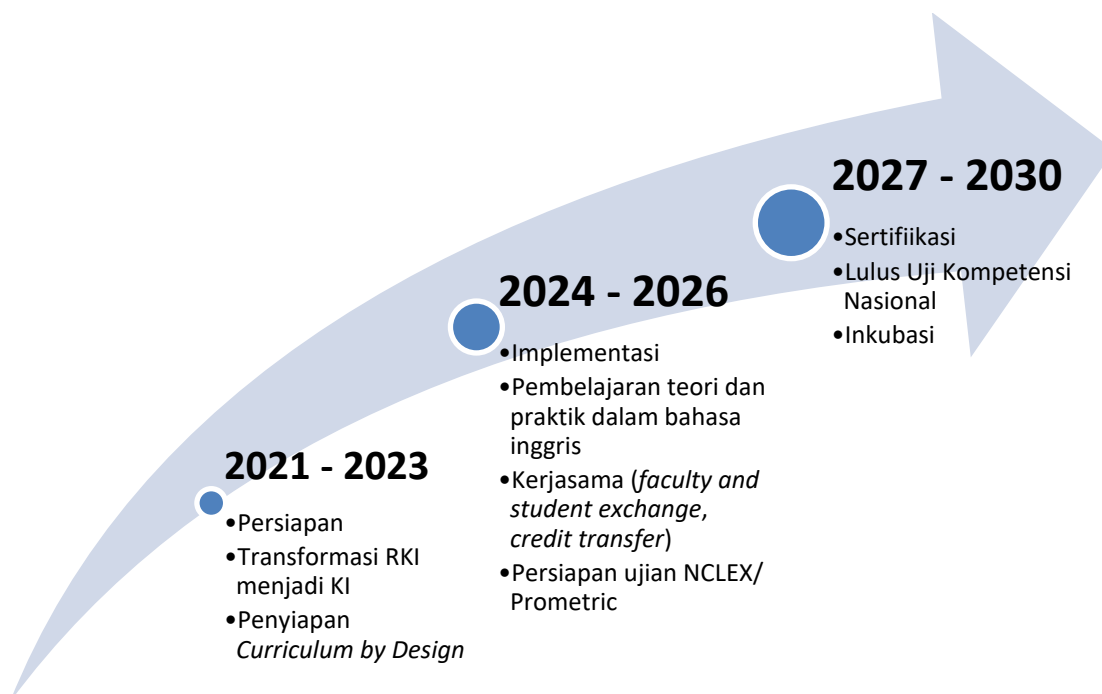 2021 - 2023
•Persiapan
•Transformasi RKI
menjadi KI
•Penyiapan
Curriculum by Design
2024 - 2026
•Implementasi
•Pembelajaran teori dan
praktik dalam bahasa
inggris
•Kerjasama (faculty and
student exchange,
credit transfer)
•Persiapan ujian NCLEX/
Prometric
2027 - 2030
•Sertifiikasi
•Lulus Uji Kompetensi
Nasional
•Inkubasi